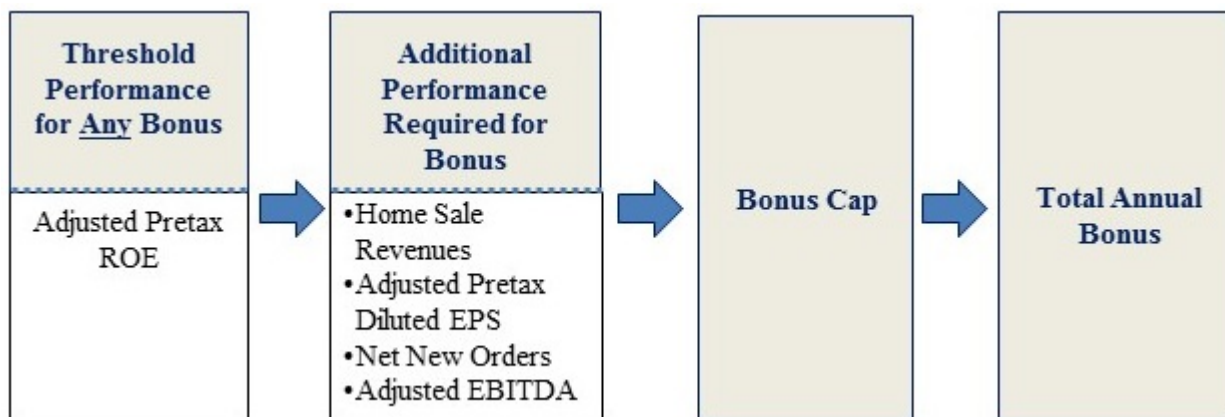 Threshold
Performance
for Any Bonus
Adjusted Pretax
ROE
Additional
Performance
Required for
Bonus
•Home Sale
Revenues
•Adjusted Pretax
Diluted EPS
•Net New Orders
•Adjusted EBITDA
Bonus Cap
Total Annual
Bonus